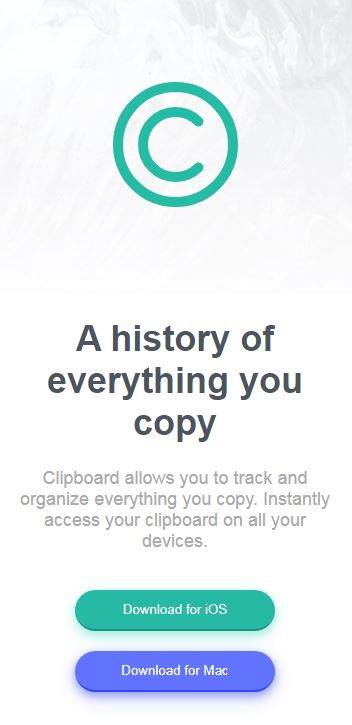 A history of
everything you
copy
Clipboard allows you to track and
organize everything you copy. Instantly
access your clipboard on all your
devices.
Download for iOS
Download for Mac